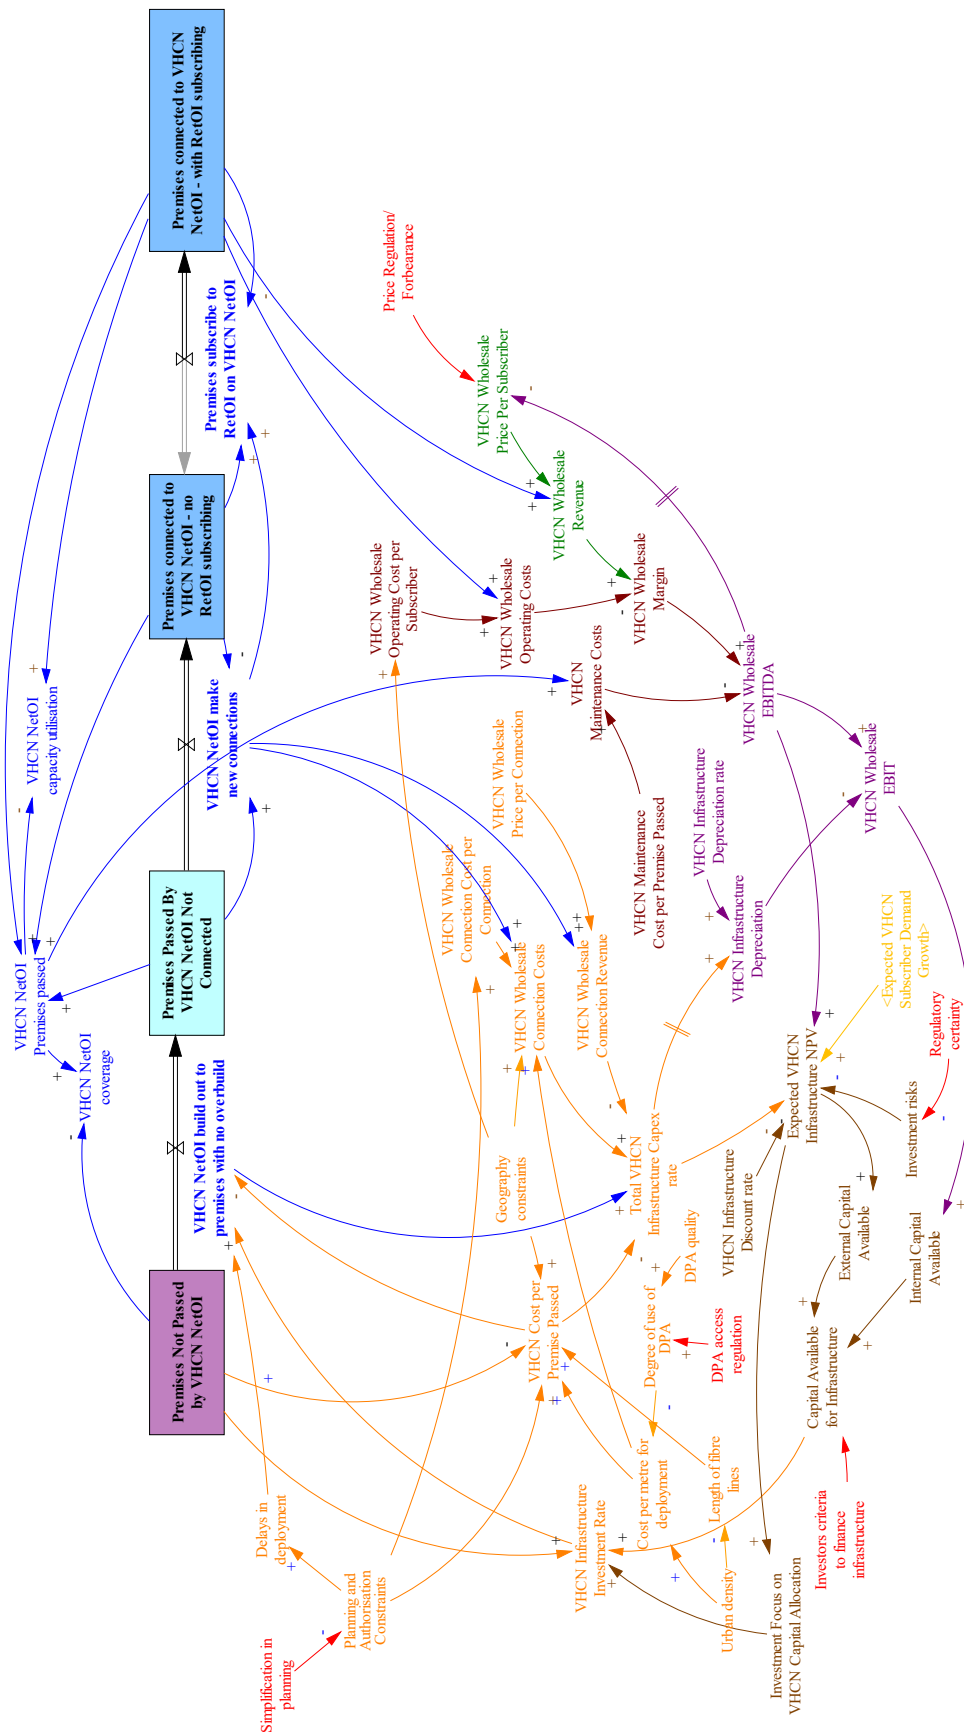 Premises Not Passed
by VHCN NetOI
Premises Passed By
VHCN NetOI Not
Connected
Premises connected to
VHCN NetOI - no
RetOI subscribing
Premises connected to VHCN
NetOI - with RetOI subscribing
VHCN NetOI build out to
premises with no overbuild
VHCN NetOI make
new connections
Premises subscribe to
RetOI on VHCN NetOI
VHCN NetOI
coverage
VHCN NetOI
Premises passed
VHCN NetOI
capacity utilisation
Simplification in
planning
Planning and
Authorisation
Constraints
Delays in
deployment
VHCN Wholesale
Operating Cost per
Subscriber
Price Regulation/
Forbearance
VHCN Wholesale
Connection Cost per
Connection
VHCN Wholesale
Price per Connection
VHCN Wholesale
Operating Costs
VHCN Wholesale
Price Per Subscriber
VHCN Wholesale
Revenue
Geography
constraints
VHCN Wholesale
Connection Costs
VHCN Cost per
Premise Passed
VHCN Wholesale
Connection Revenue
VHCN
Maintenance Costs
VHCN Wholesale
Margin
VHCN Infrastructure
Investment Rate
Cost per metre for
deployment
Degree of use of
DPA
Total VHCN
Infrastructure Capex
rate
DPA quality
VHCN Maintenance
Cost per Premise Passed
VHCN Infrastructure
Depreciation rate
Urban density
Length of fibre
lines
DPA access
regulation
VHCN Infrastructure
Discount rate
VHCN Infrastructure
Depreciation
VHCN Wholesale
EBITDA
Investment Focus on
VHCN Capital Allocation
Investors criteria
to finance
infrastructure
Capital Available
for Infrastructure
External Capital
Available
Expected VHCN
Infrastructure NPV
VHCN Wholesale
EBIT
<Expected VHCN
Subscriber Demand
Growth>
Internal Capital
Available
Investment risks
Regulatory
certainty